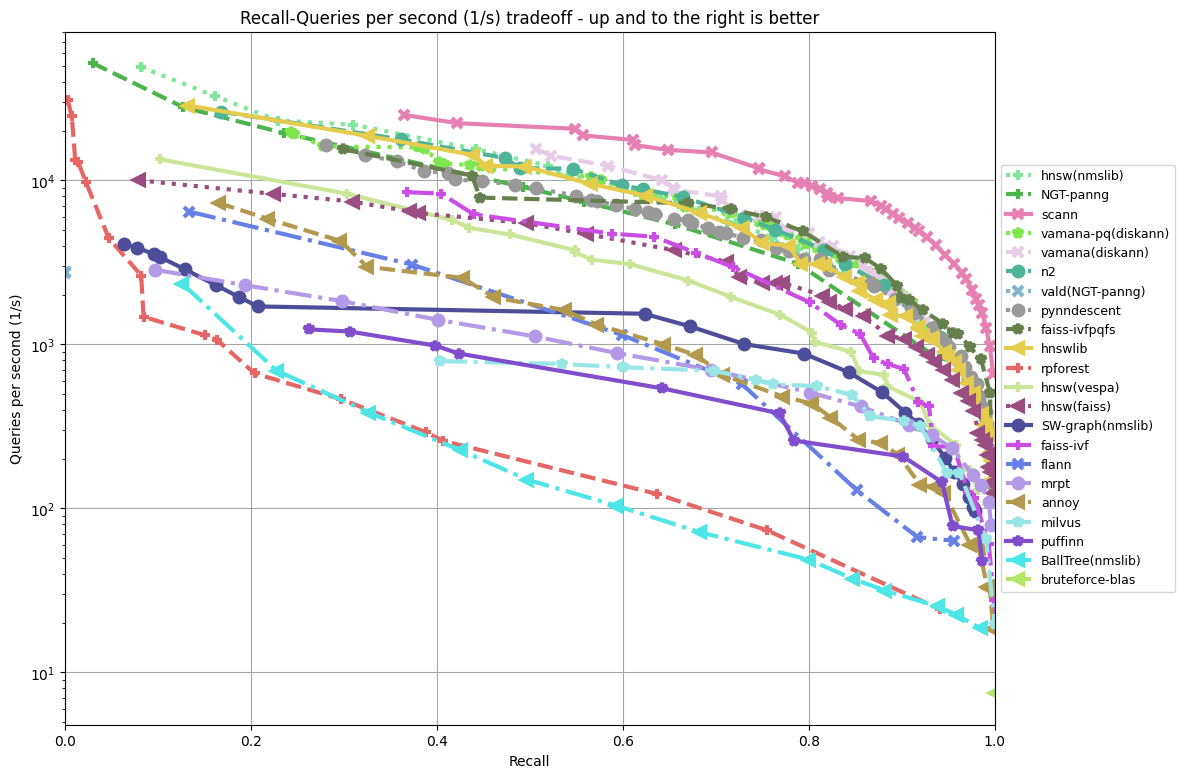 Recall-Queries per second (1/s) tradeoff - up and to the right is better
Queries per second (1/s)
10^4
10^3
10^2
10^1
0.0 0.2 0.4 0.6 0.8 1.0
Recall
hnsw(nmslib)
NGT-panng
scann
vamana-pq(diskann)
vamana(diskann)
n2
vald(NGT-panng)
pynndescent
faiss-ivfpqfs
hnswlib
rpforest
hnsw(vespa)
hnsw(faiss)
SW-graph(nmslib)
faiss-ivf
flann
mrpt
annoy
milvus
puffinn
BallTree(nmslib)
bruteforce-blas